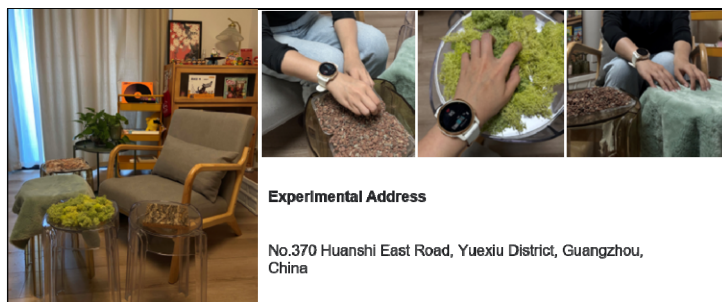 Experimental Address
No.370 Huanshi East Road, Yuexiu District, Guangzhou,
China